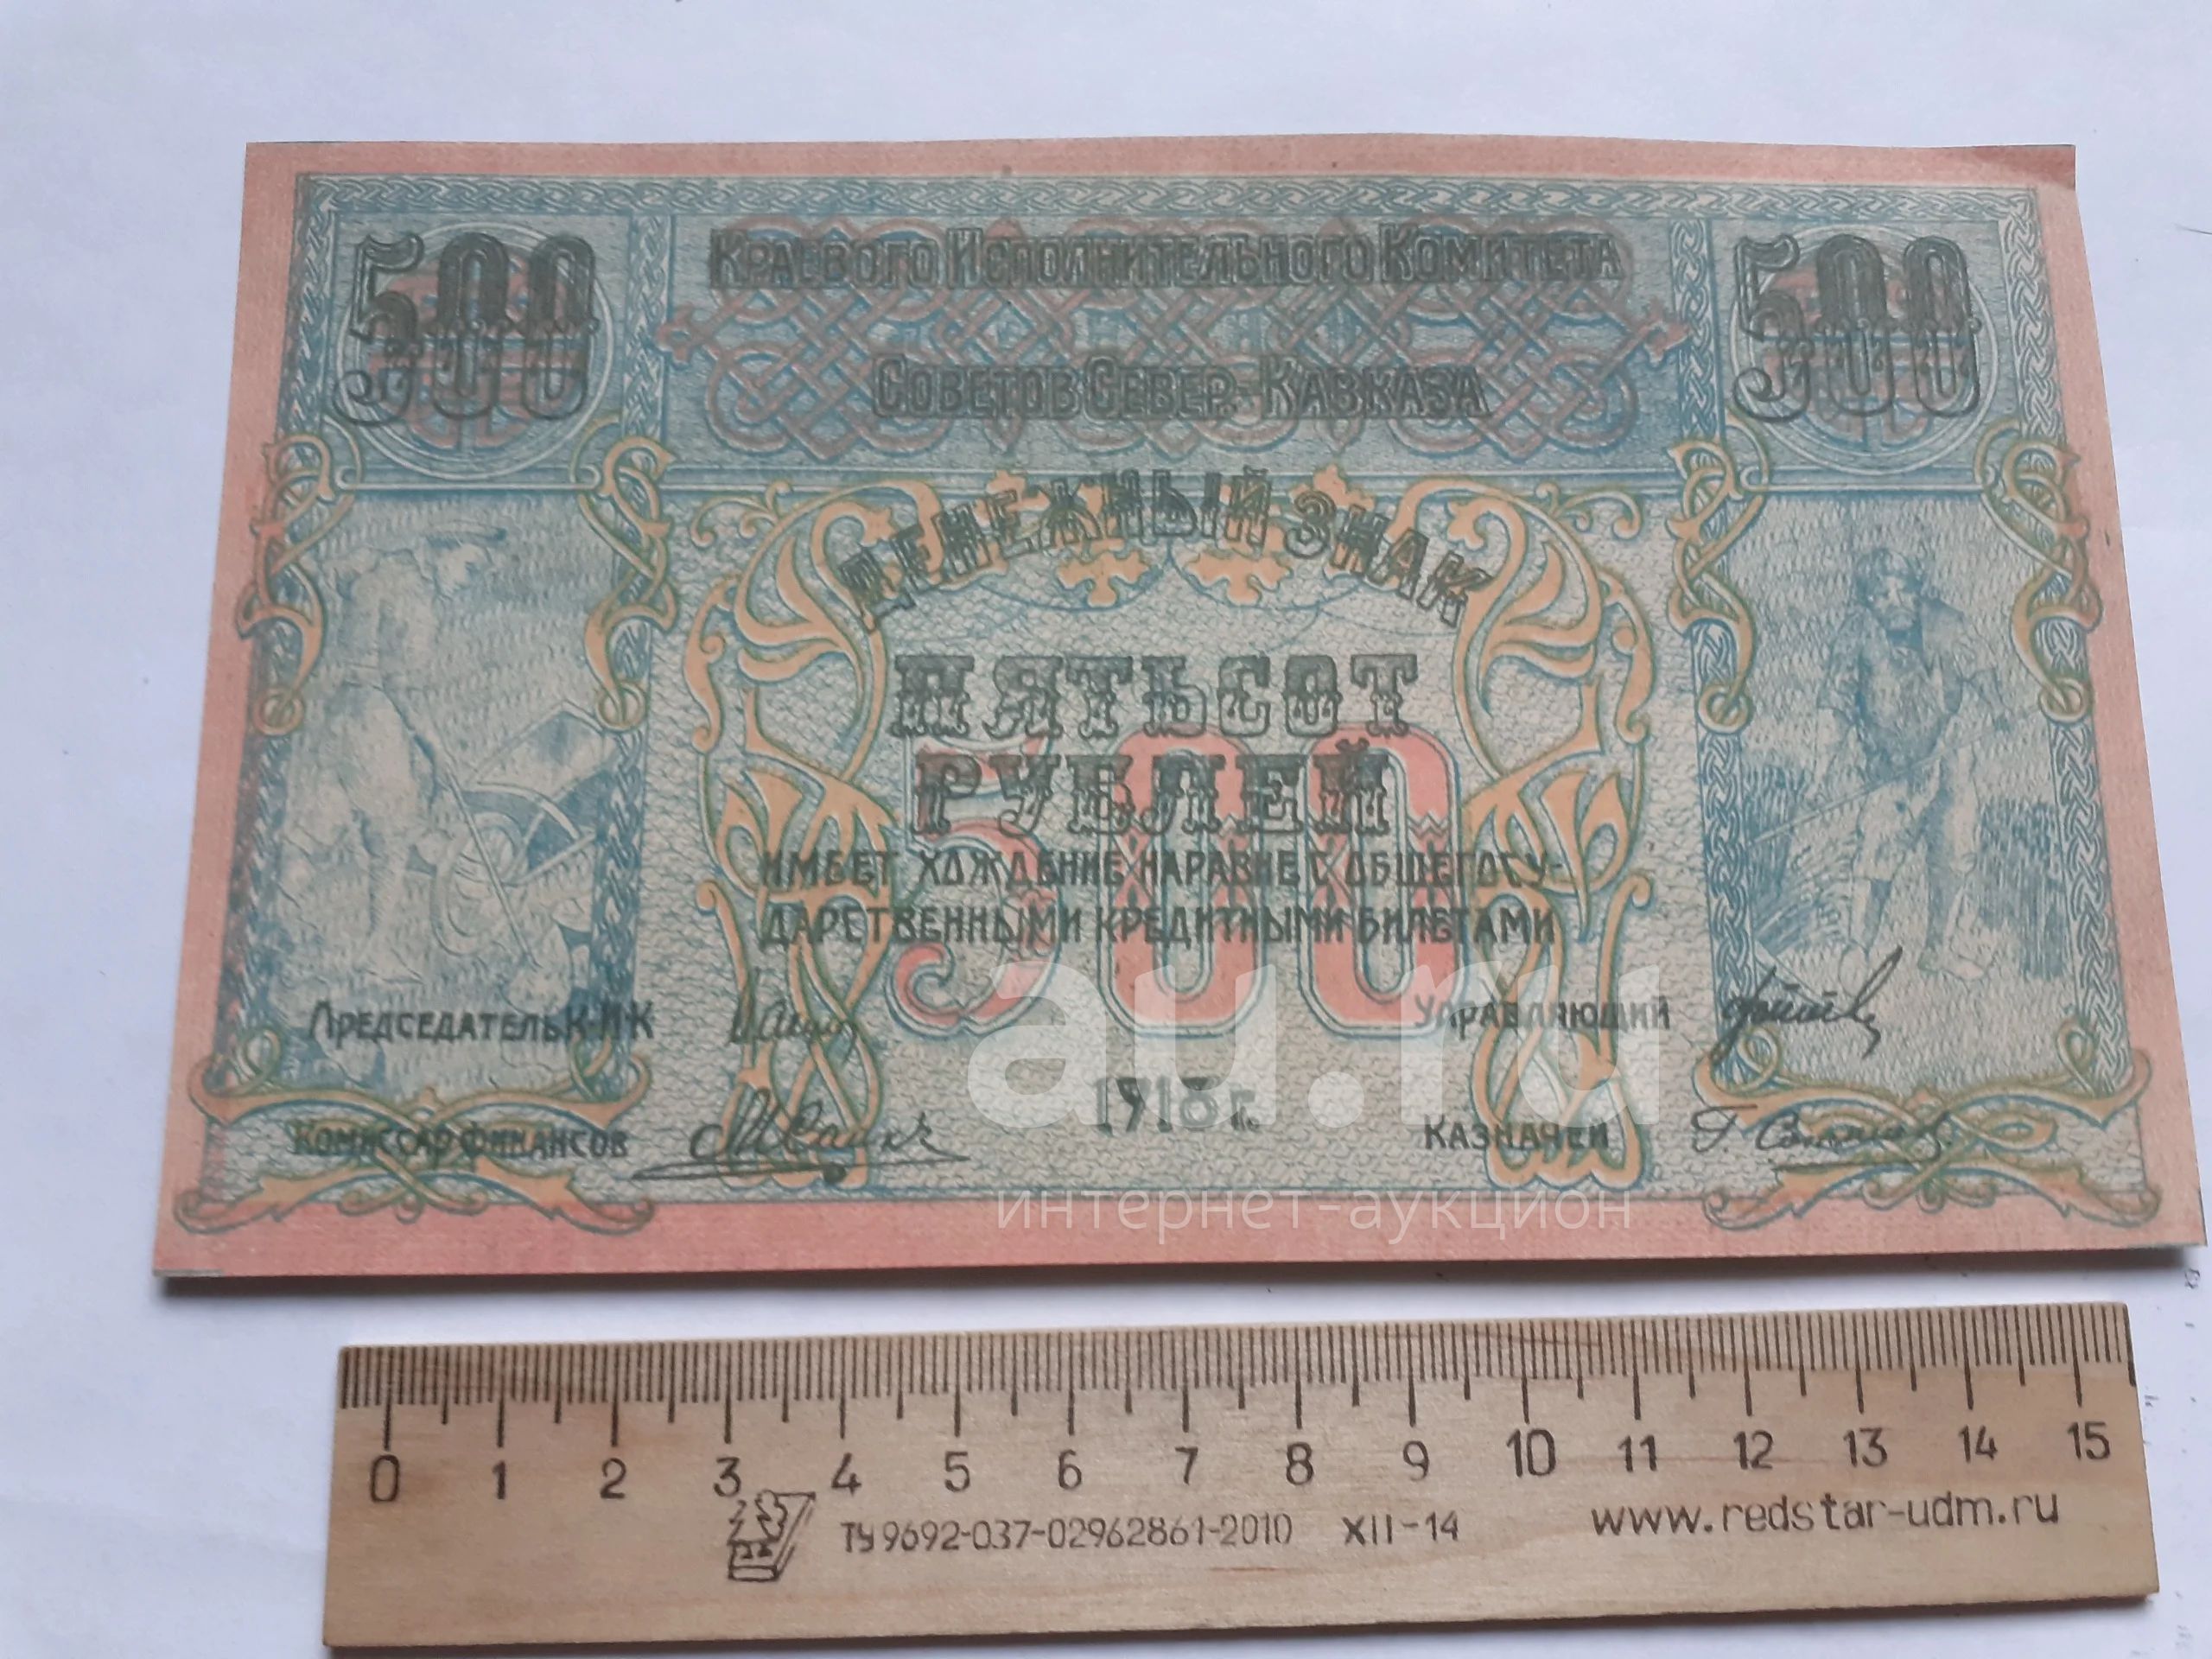 500 Краевого Исполнительного Комитета 500
Советов Север-Кавказа
ДЕНЕЖНЫЙ ЗНАК
ПЯТЬСОТ
РУБЛЕЙ
500
ИМЕЕТ ХОЖДЕНИЕ НАРАВНЕ С ОБЩЕГОСУ-
ДАРСТВЕННЫМИ КРЕДИТНЫМИ БИЛЕТАМИ
Председатель К-И-К Управляющий
1918 г.
Комиссар финансов Казначей
au.ru
интернет-аукцион
0 1 2 3 4 5 6 7 8 9 10 11 12 13 14 15
ТУ 9692-037-02962861-2010 XII-14 www.redstar-udm.ru